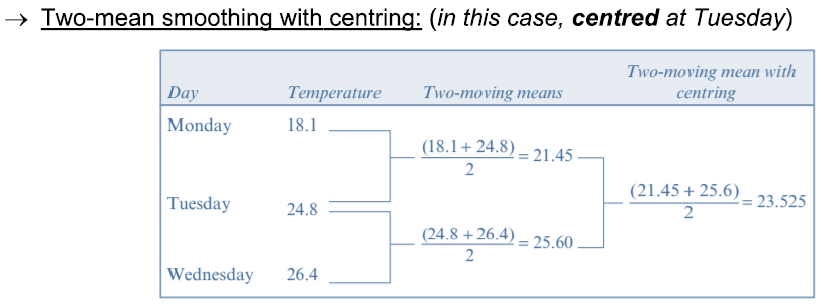 → Two-mean smoothing with centring: (in this case, centred at Tuesday)
Day Temperature Two-moving means Two-moving mean with centring
Monday 18.1
(18.1 + 24.8)/2 = 21.45
Tuesday 24.8
(21.45 + 25.6)/2 = 23.525
(24.8 + 26.4)/2 = 25.60
Wednesday 26.4